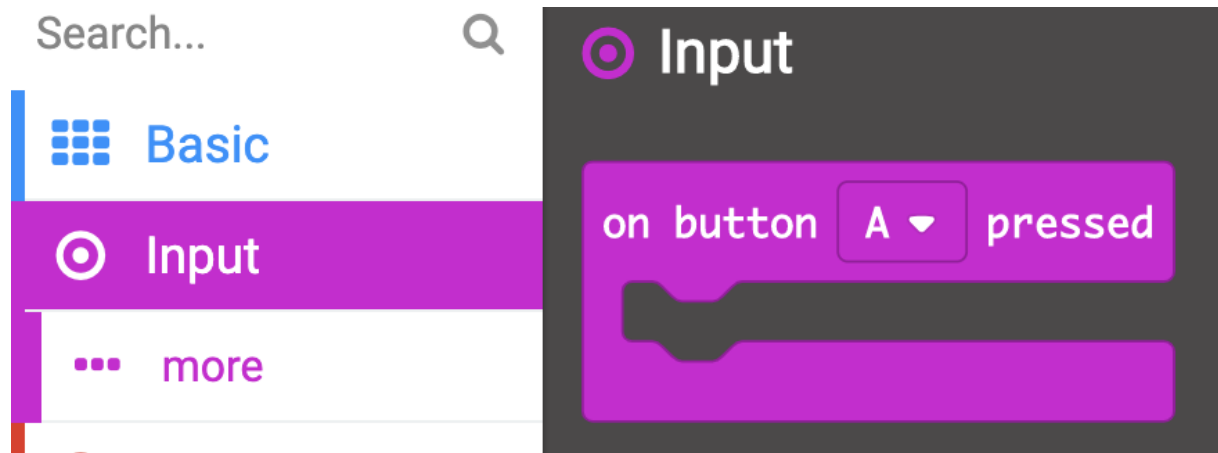 Search...
Basic
Input
more
Input
on button A pressed